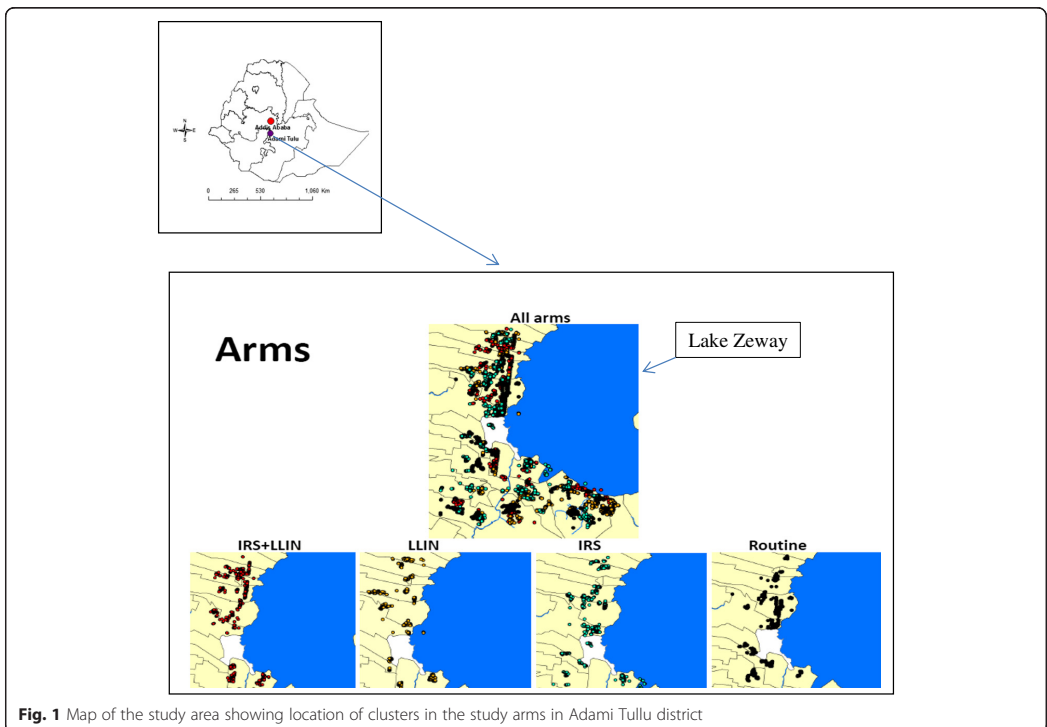 N
W E
S
Addis Ababa
Adami Tulu
0 265 530 1,060 Km
All arms
Arms
Lake Zeway
IRS+LLIN LLIN IRS Routine
Fig. 1 Map of the study area showing location of clusters in the study arms in Adami Tullu district